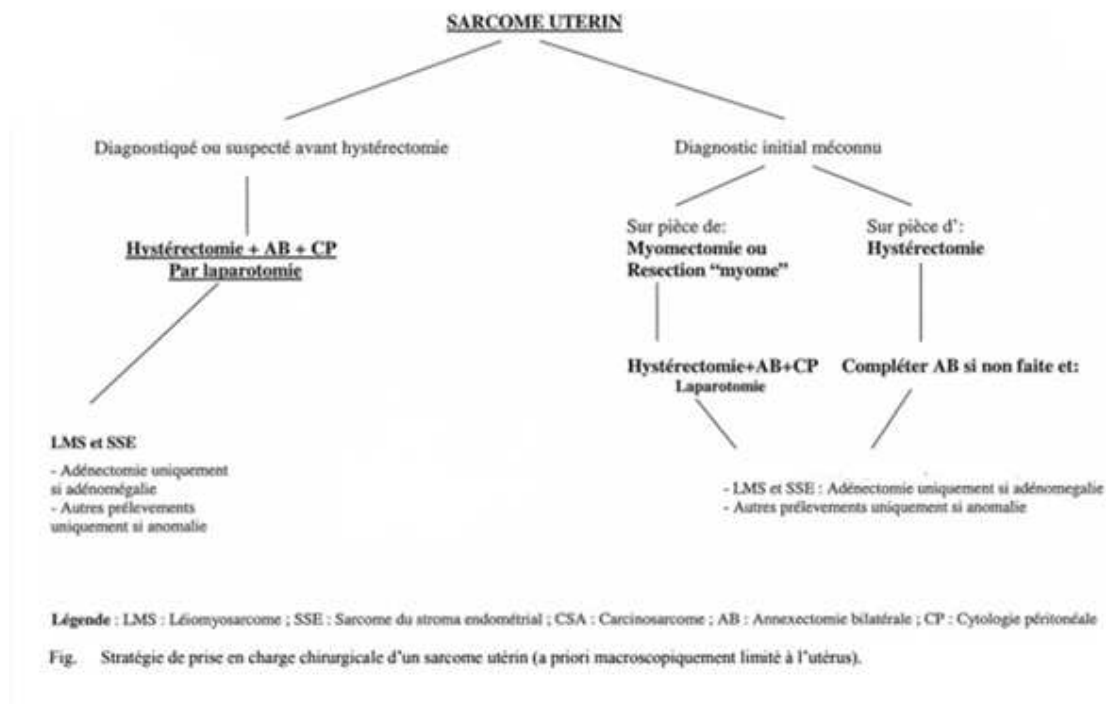 SARCOME UTERIN
Diagnostiqué ou suspecté avant hystérectomie
Diagnostic initial méconnu
Hystérectomie + AB + CP
Par laparotomie
Sur pièce de:
Myomectomie ou
Resection “myome”
Sur pièce d’:
Hystérectomie
Hystérectomie+AB+CP
Laparotomie
Compléter AB si non faite et:
LMS et SSE
- Adénectomie uniquement
si adénomégalie
- Autres prélevements
uniquement si anomalie
- LMS et SSE : Adénectomie uniquement si adénomegalie
- Autres prélevements uniquement si anomalie
Légende : LMS : Léiomyosarcome ; SSE : Sarcome du stroma endométrial ; CSA : Carcinosarcome ; AB : Annexectomie bilatérale ; CP : Cytologie péritonéale
Fig. Stratégie de prise en charge chirurgicale d’un sarcome utérin (a priori macroscopiquement limité à l’utérus).